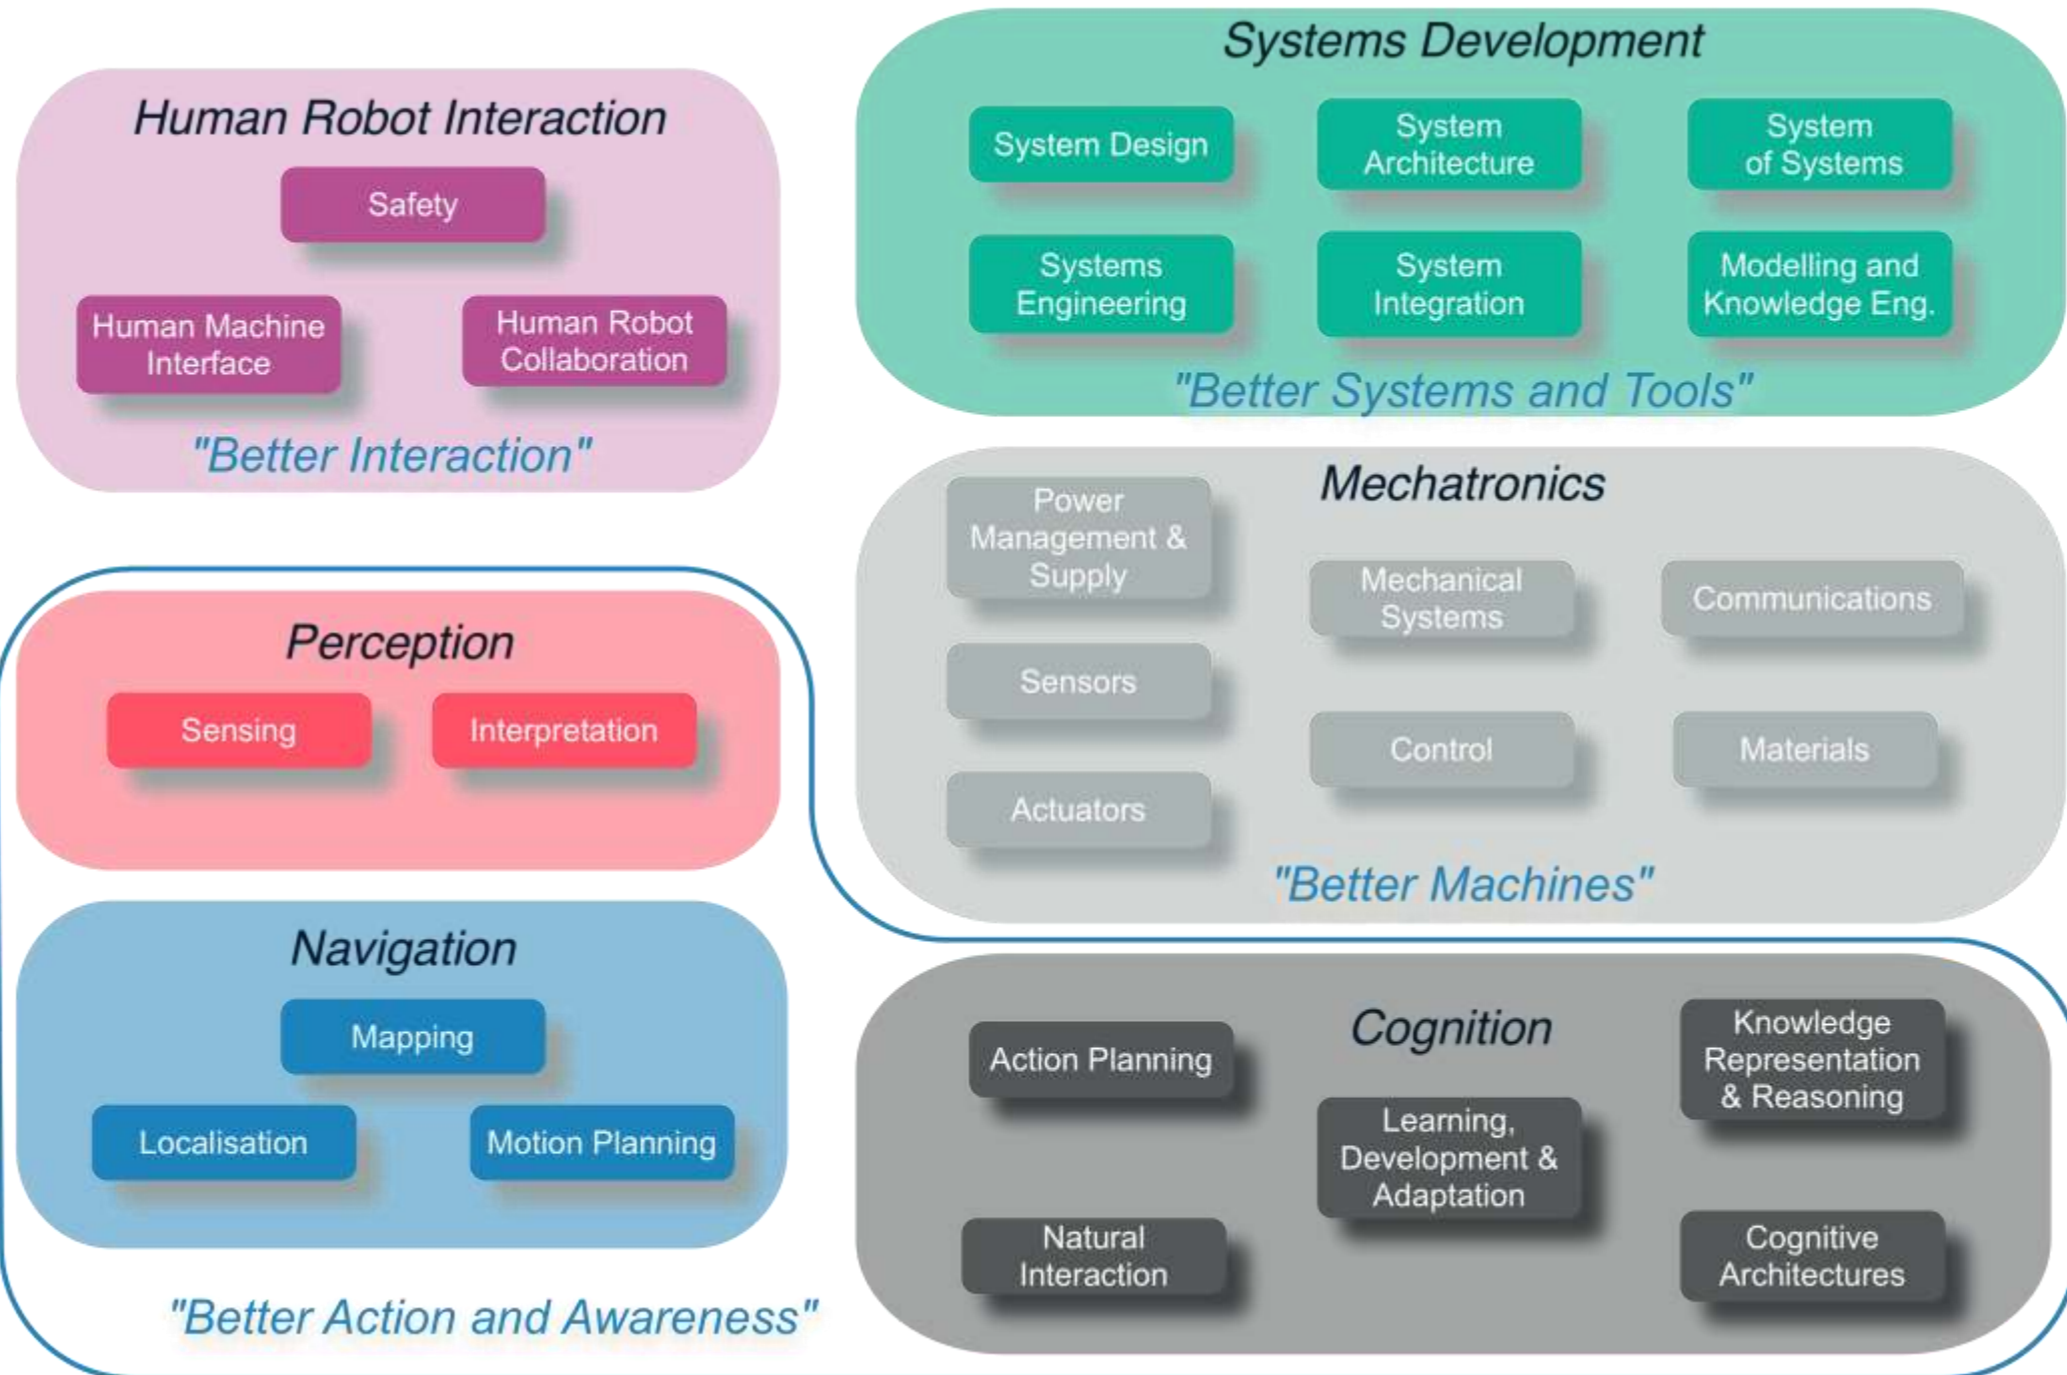 Human Robot Interaction
Safety
Human Machine
Interface
Human Robot
Collaboration
"Better Interaction"
Systems Development
System Design
System
Architecture
System
of Systems
Systems
Engineering
System
Integration
Modelling and
Knowledge Eng.
"Better Systems and Tools"
Mechatronics
Power
Management &
Supply
Mechanical
Systems
Communications
Sensors
Control
Materials
Actuators
"Better Machines"
Perception
Sensing
Interpretation
Navigation
Mapping
Localisation
Motion Planning
"Better Action and Awareness"
Cognition
Action Planning
Knowledge
Representation
& Reasoning
Learning,
Development &
Adaptation
Natural
Interaction
Cognitive
Architectures